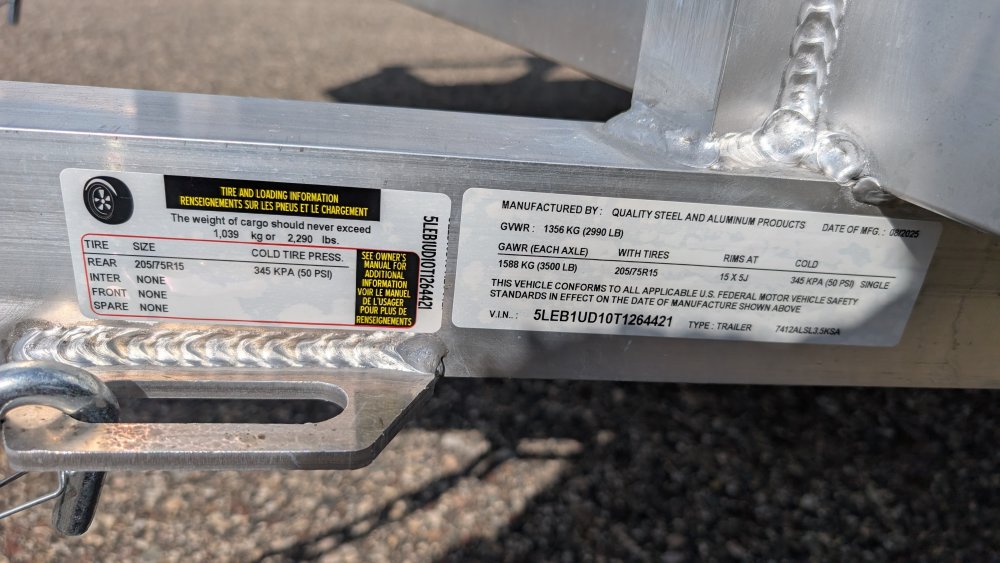 TIRE AND LOADING INFORMATION
RENSEIGNEMENTS SUR LES PNEUS ET LE CHARGEMENT
The weight of cargo should never exceed
1,039 kg or 2,290 lbs.
TIRE SIZE COLD TIRE PRESS.
REAR 205/75R15 345 KPA (50 PSI)
INTER NONE
FRONT NONE
SPARE NONE
SEE OWNER'S
MANUAL FOR
ADDITIONAL
INFORMATION
VOIR LE MANUEL
DE L'USAGER
POUR PLUS DE
RENSEIGNEMENTS
5LEB1UD10T1264421
MANUFACTURED BY : QUALITY STEEL AND ALUMINUM PRODUCTS DATE OF MFG. : 08/2025
GVWR : 1356 KG (2990 LB)
GAWR (EACH AXLE) WITH TIRES RIMS AT COLD
1588 KG (3500 LB) 205/75R15 15 X 5J 345 KPA (50 PSI) SINGLE
THIS VEHICLE CONFORMS TO ALL APPLICABLE U.S. FEDERAL MOTOR VEHICLE SAFETY
STANDARDS IN EFFECT ON THE DATE OF MANUFACTURE SHOWN ABOVE
V.I.N.. : 5LEB1UD10T1264421 TYPE : TRAILER 7412ALSL3.5KSA